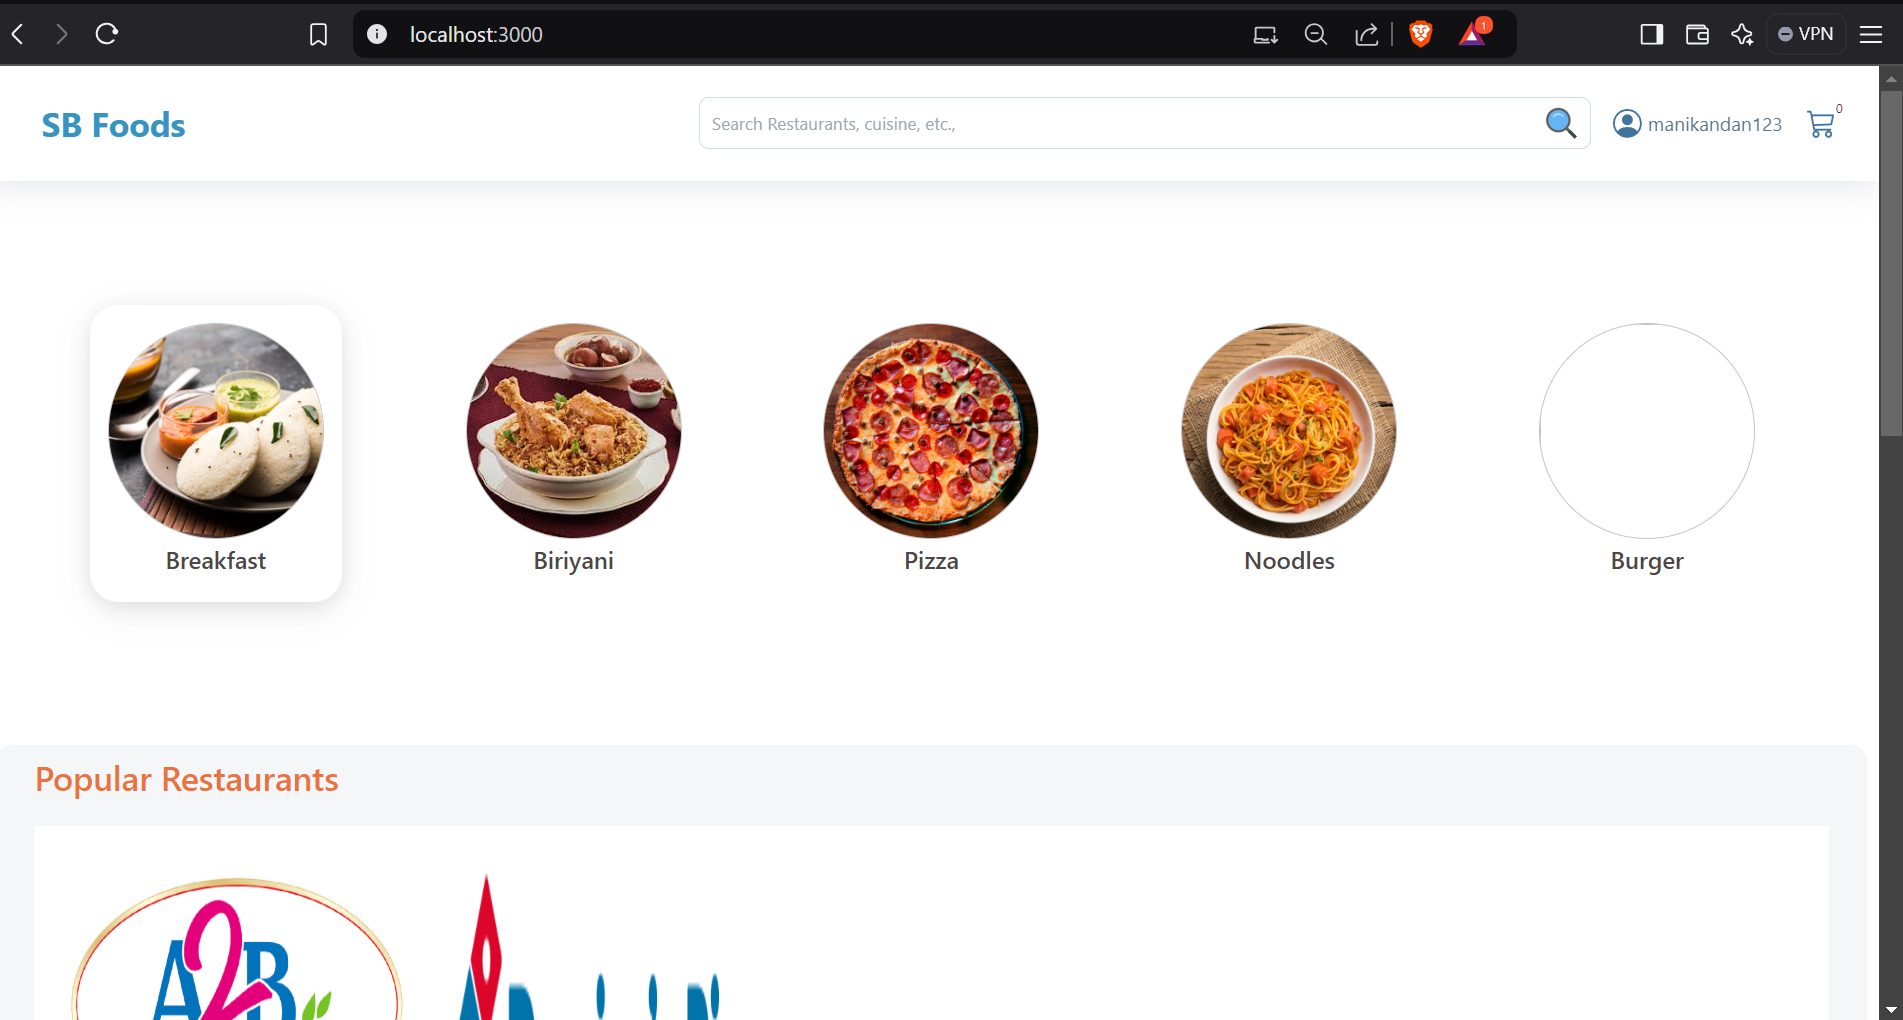 localhost:3000
1
VPN
SB Foods
Search Restaurants, cuisine, etc.,
manikandan123
0
Breakfast
Biriyani
Pizza
Noodles
Burger
Popular Restaurants
A2B